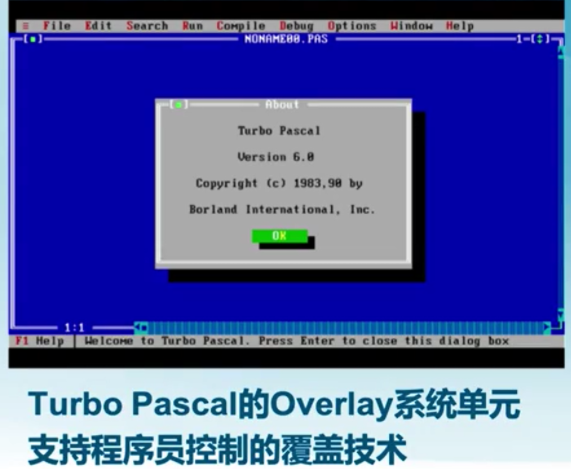 ≡ File Edit Search Run Compile Debug Options Window Help
NONAME00.PAS 1
About
Turbo Pascal
Version 6.0
Copyright (c) 1983,90 by
Borland International, Inc.
OK
1:1
F1 Help | Welcome to Turbo Pascal. Press Enter to close this dialog box
Turbo Pascal的Overlay系统单元
支持程序员控制的覆盖技术